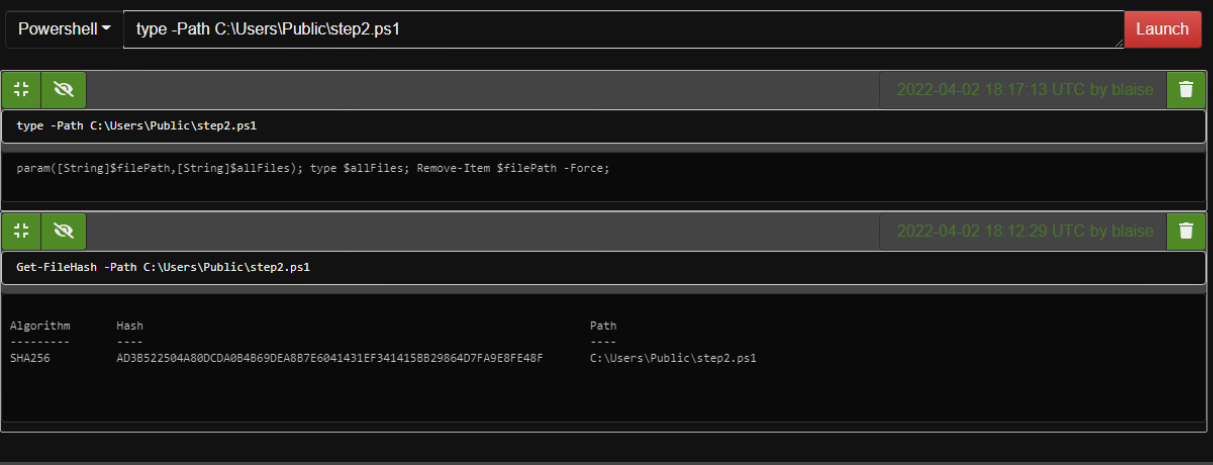 Powershell
type -Path C:\Users\Public\step2.ps1
Launch
2022-04-02 18:17:13 UTC by blaise
type -Path C:\Users\Public\step2.ps1
param([String]$filePath,[String]$allFiles); type $allFiles; Remove-Item $filePath -Force;
2022-04-02 18:12:29 UTC by blaise
Get-FileHash -Path C:\Users\Public\step2.ps1
Algorithm Hash Path
--------- ---- ----
SHA256 AD3B522504A80DCDA0B4B69DEA8B7E6041431EF341415BB29864D7FA9E8FE48F C:\Users\Public\step2.ps1